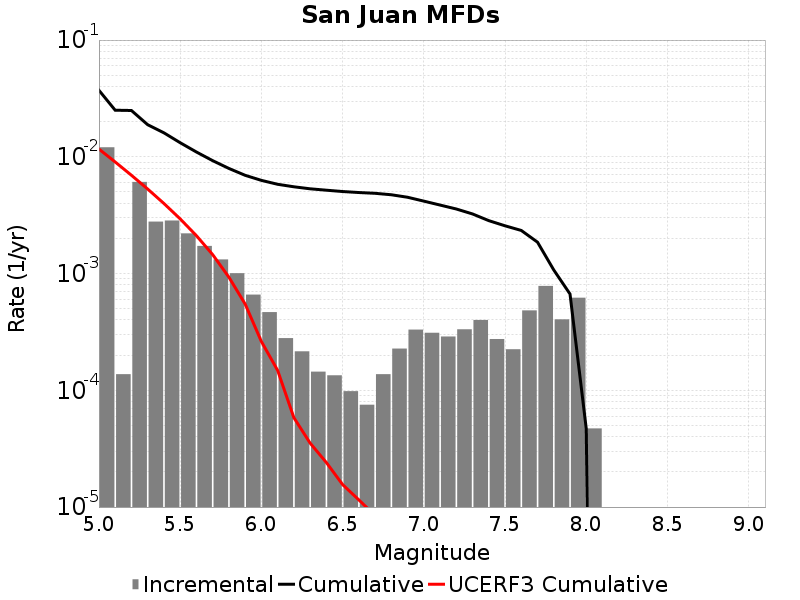 San Juan MFDs
10-1
10-2
10-3
10-4
10-5
Rate (1/yr)
5.0 5.5 6.0 6.5 7.0 7.5 8.0 8.5 9.0
Magnitude
Incremental Cumulative UCERF3 Cumulative